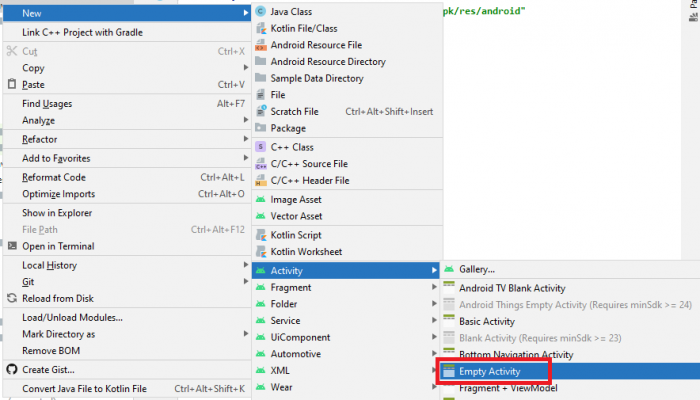 pk/res/android"
New
Link C++ Project with Gradle
Cut Ctrl+X
Copy
Paste Ctrl+V
Find Usages Alt+F7
Analyze
Refactor
Add to Favorites
Reformat Code Ctrl+Alt+L
Optimize Imports Ctrl+Alt+O
Show in Explorer
File Path Ctrl+Alt+F12
Open in Terminal
Local History
Git
Reload from Disk
Load/Unload Modules...
Mark Directory as
Remove BOM
Create Gist...
Convert Java File to Kotlin File Ctrl+Alt+Shift+K
Java Class
Kotlin File/Class
Android Resource File
Android Resource Directory
Sample Data Directory
File
Scratch File Ctrl+Alt+Shift+Insert
Package
C++ Class
C/C++ Source File
C/C++ Header File
Image Asset
Vector Asset
Kotlin Script
Kotlin Worksheet
Activity
Fragment
Folder
Service
UiComponent
Automotive
XML
Wear
Gallery...
Android TV Blank Activity
Android Things Empty Activity (Requires minSdk >= 24)
Basic Activity
Blank Activity (Requires minSdk >= 23)
Bottom Navigation Activity
Empty Activity
Fragment + ViewModel